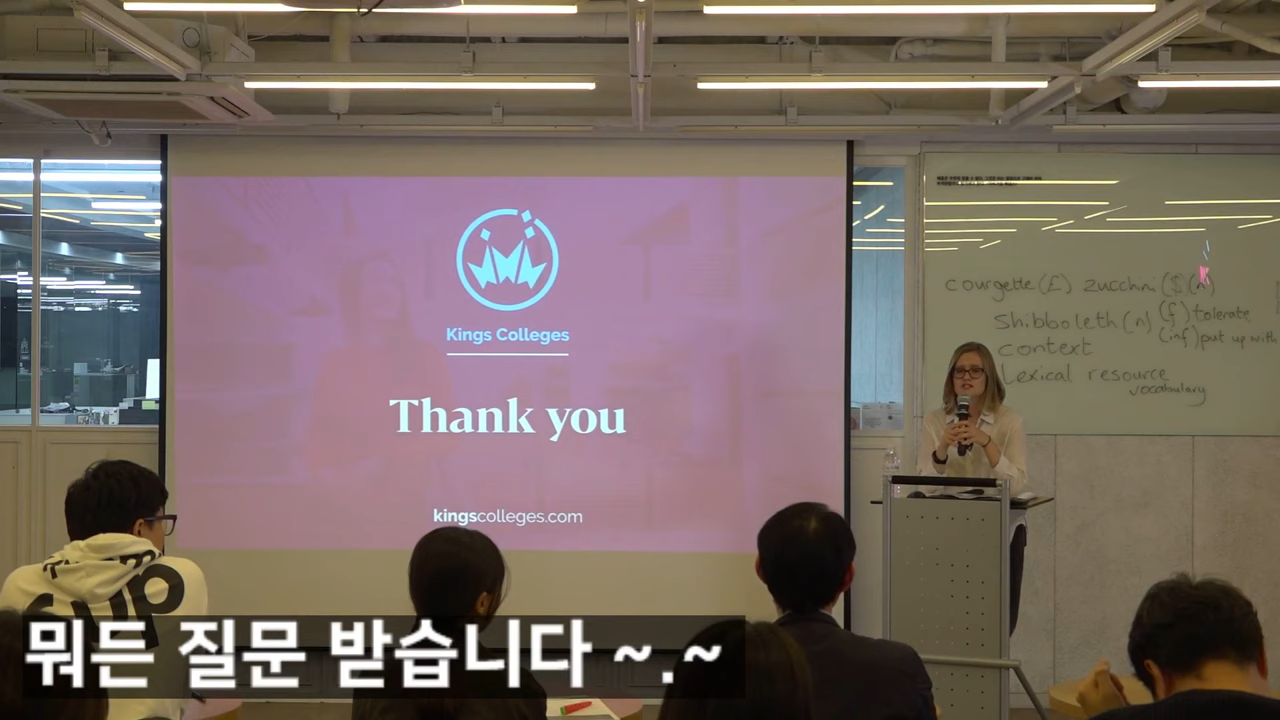 Kings Colleges
Thank you
kingscolleges.com
courgette(£) zucchini($(n)
Shibboleth(n) (f)tolerate
(inf)put up with
context
Lexical resource
vocabulary
up
뭐든 질문 받습니다 ~.~